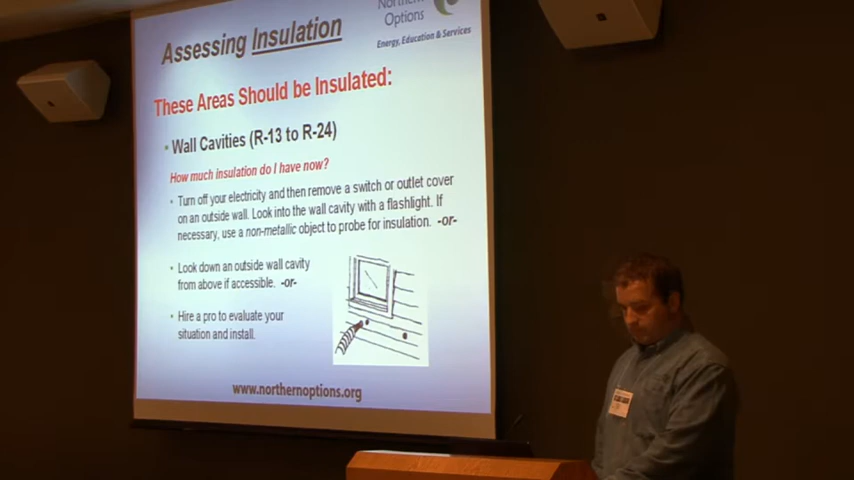 Northern
Options
Energy, Education & Services
Assessing Insulation
These Areas Should be Insulated:
• Wall Cavities (R-13 to R-24)
How much insulation do I have now?
• Turn off your electricity and then remove a switch or outlet cover
on an outside wall. Look into the wall cavity with a flashlight. If
necessary, use a non-metallic object to probe for insulation. -or-
• Look down an outside wall cavity
from above if accessible. -or-
• Hire a pro to evaluate your
situation and install.
www.northernoptions.org